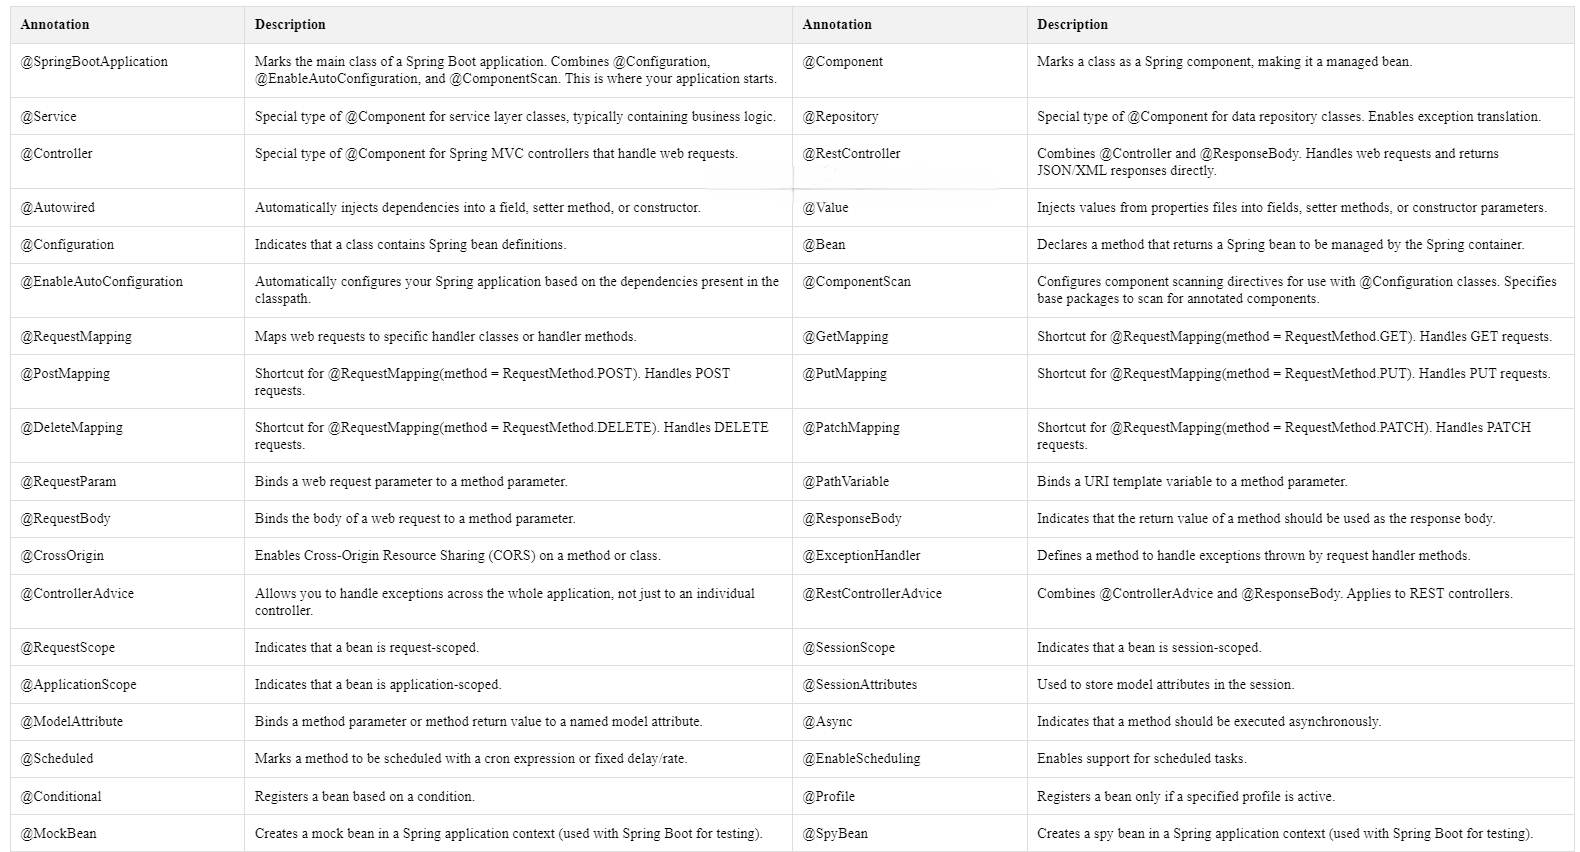 Annotation Description Annotation Description
@SpringBootApplication Marks the main class of a Spring Boot application. Combines @Configuration, @Component Marks a class as a Spring component, making it a managed bean.
@EnableAutoConfiguration, and @ComponentScan. This is where your application starts.
@Service Special type of @Component for service layer classes, typically containing business logic. @Repository Special type of @Component for data repository classes. Enables exception translation.
@Controller Special type of @Component for Spring MVC controllers that handle web requests. @RestController Combines @Controller and @ResponseBody. Handles web requests and returns
JSON/XML responses directly.
@Autowired Automatically injects dependencies into a field, setter method, or constructor. @Value Injects values from properties files into fields, setter methods, or constructor parameters.
@Configuration Indicates that a class contains Spring bean definitions. @Bean Declares a method that returns a Spring bean to be managed by the Spring container.
@EnableAutoConfiguration Automatically configures your Spring application based on the dependencies present in the @ComponentScan Configures component scanning directives for use with @Configuration classes. Specifies
classpath. base packages to scan for annotated components.
@RequestMapping Maps web requests to specific handler classes or handler methods. @GetMapping Shortcut for @RequestMapping(method = RequestMethod.GET). Handles GET requests.
@PostMapping Shortcut for @RequestMapping(method = RequestMethod.POST). Handles POST @PutMapping Shortcut for @RequestMapping(method = RequestMethod.PUT). Handles PUT requests.
requests.
@DeleteMapping Shortcut for @RequestMapping(method = RequestMethod.DELETE). Handles DELETE @PatchMapping Shortcut for @RequestMapping(method = RequestMethod.PATCH). Handles PATCH
requests. requests.
@RequestParam Binds a web request parameter to a method parameter. @PathVariable Binds a URI template variable to a method parameter.
@RequestBody Binds the body of a web request to a method parameter. @ResponseBody Indicates that the return value of a method should be used as the response body.
@CrossOrigin Enables Cross-Origin Resource Sharing (CORS) on a method or class. @ExceptionHandler Defines a method to handle exceptions thrown by request handler methods.
@ControllerAdvice Allows you to handle exceptions across the whole application, not just to an individual @RestControllerAdvice Combines @ControllerAdvice and @ResponseBody. Applies to REST controllers.
controller.
@RequestScope Indicates that a bean is request-scoped. @SessionScope Indicates that a bean is session-scoped.
@ApplicationScope Indicates that a bean is application-scoped. @SessionAttributes Used to store model attributes in the session.
@ModelAttribute Binds a method parameter or method return value to a named model attribute. @Async Indicates that a method should be executed asynchronously.
@Scheduled Marks a method to be scheduled with a cron expression or fixed delay/rate. @EnableScheduling Enables support for scheduled tasks.
@Conditional Registers a bean based on a condition. @Profile Registers a bean only if a specified profile is active.
@MockBean Creates a mock bean in a Spring application context (used with Spring Boot for testing). @SpyBean Creates a spy bean in a Spring application context (used with Spring Boot for testing).